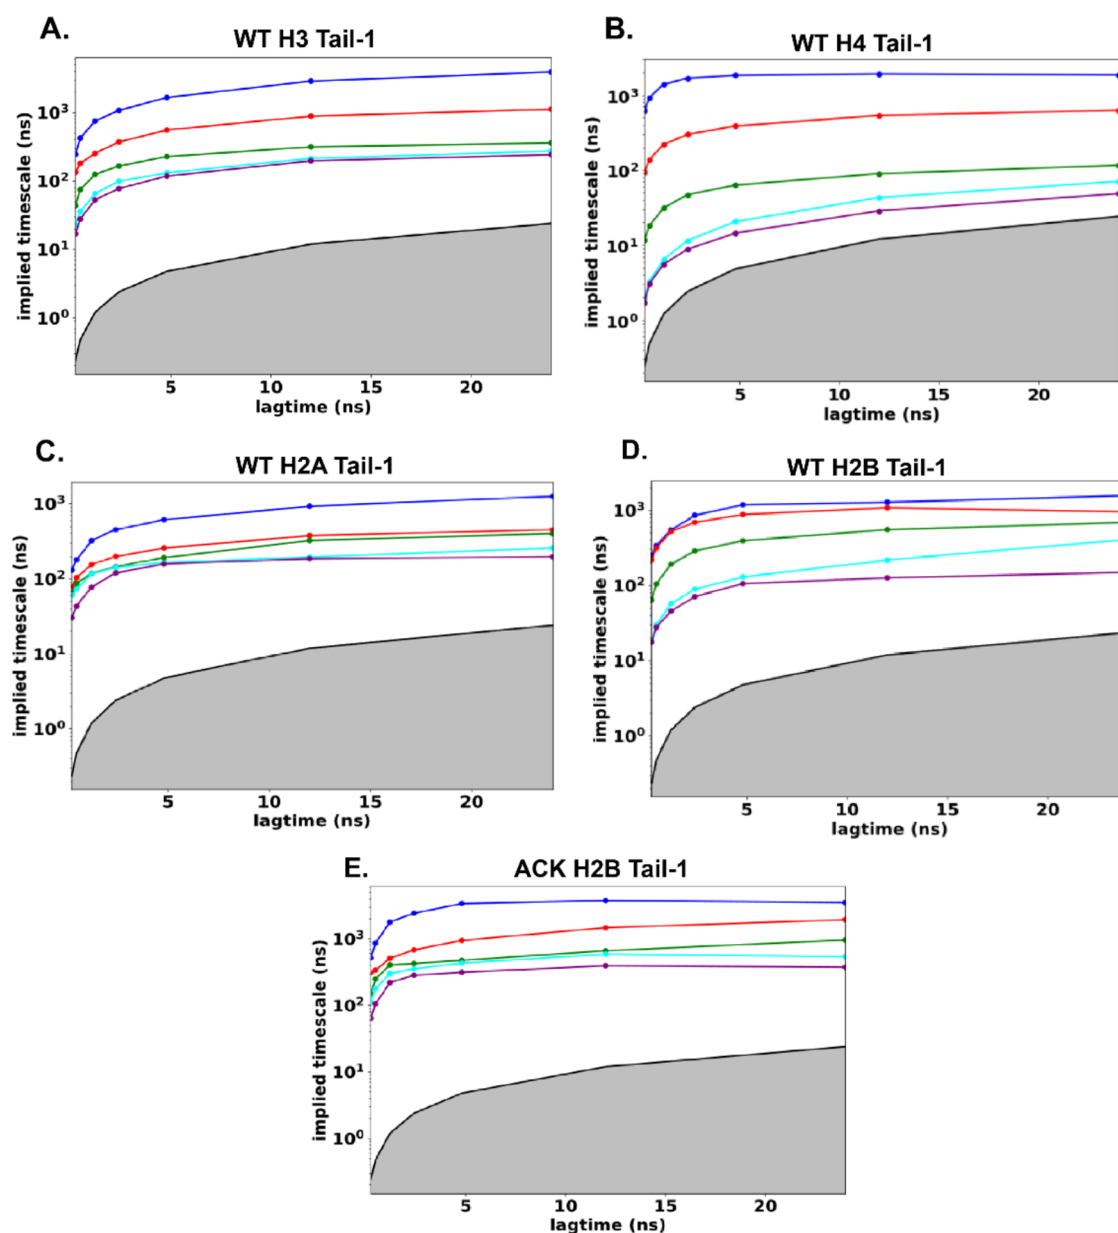 A.
WT H3 Tail-1
implied timescale (ns)
10³
10²
10¹
10⁰
5 10 15 20
lagtime (ns)
B.
WT H4 Tail-1
implied timescale (ns)
10³
10²
10¹
10⁰
5 10 15 20
lagtime (ns)
C.
WT H2A Tail-1
implied timescale (ns)
10³
10²
10¹
10⁰
5 10 15 20
lagtime (ns)
D.
WT H2B Tail-1
implied timescale (ns)
10³
10²
10¹
10⁰
5 10 15 20
lagtime (ns)
E.
ACK H2B Tail-1
implied timescale (ns)
10³
10²
10¹
10⁰
5 10 15 20
lagtime (ns)